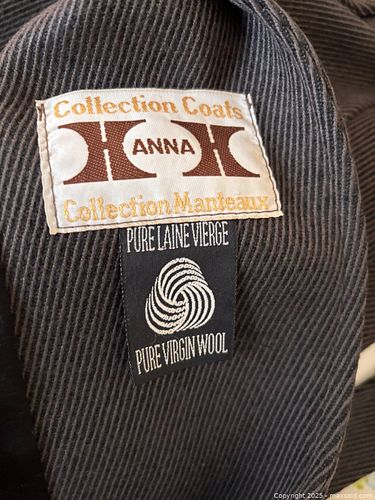 Collection Coats
ANNA
Collection Manteaux
PURE LAINE VIERGE
PURE VIRGIN WOOL
Copyright 2025 - maxsold.com